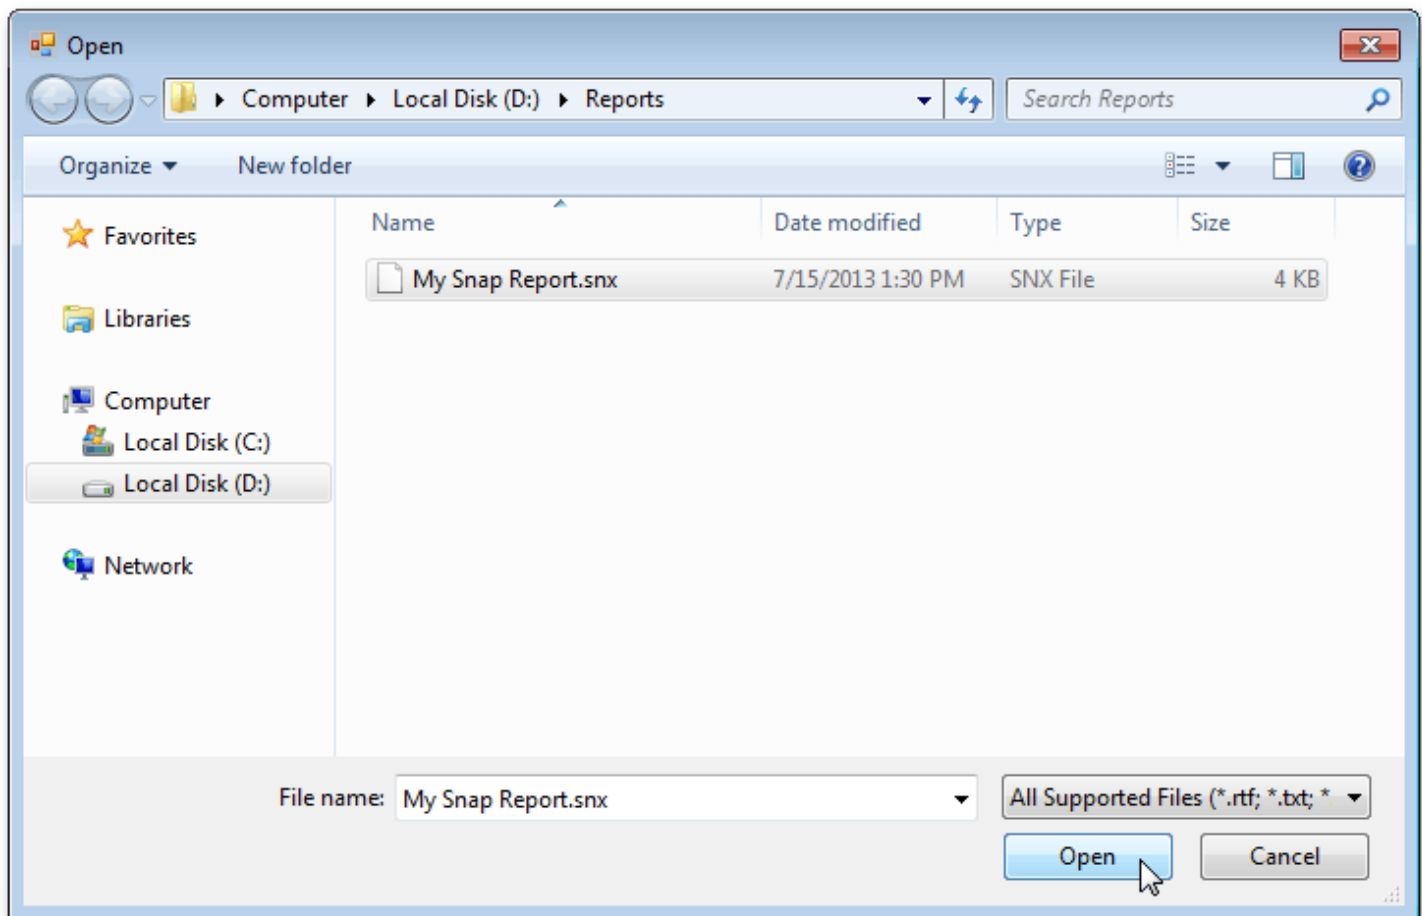 Open
Computer Local Disk (D:) Reports Search Reports
Organize New folder
Name Date modified Type Size
Favorites
My Snap Report.snx 7/15/2013 1:30 PM SNX File 4 KB
Libraries
Computer
Local Disk (C:)
Local Disk (D:)
Network
File name: My Snap Report.snx All Supported Files (*.rtf; *.txt; *
Open Cancel